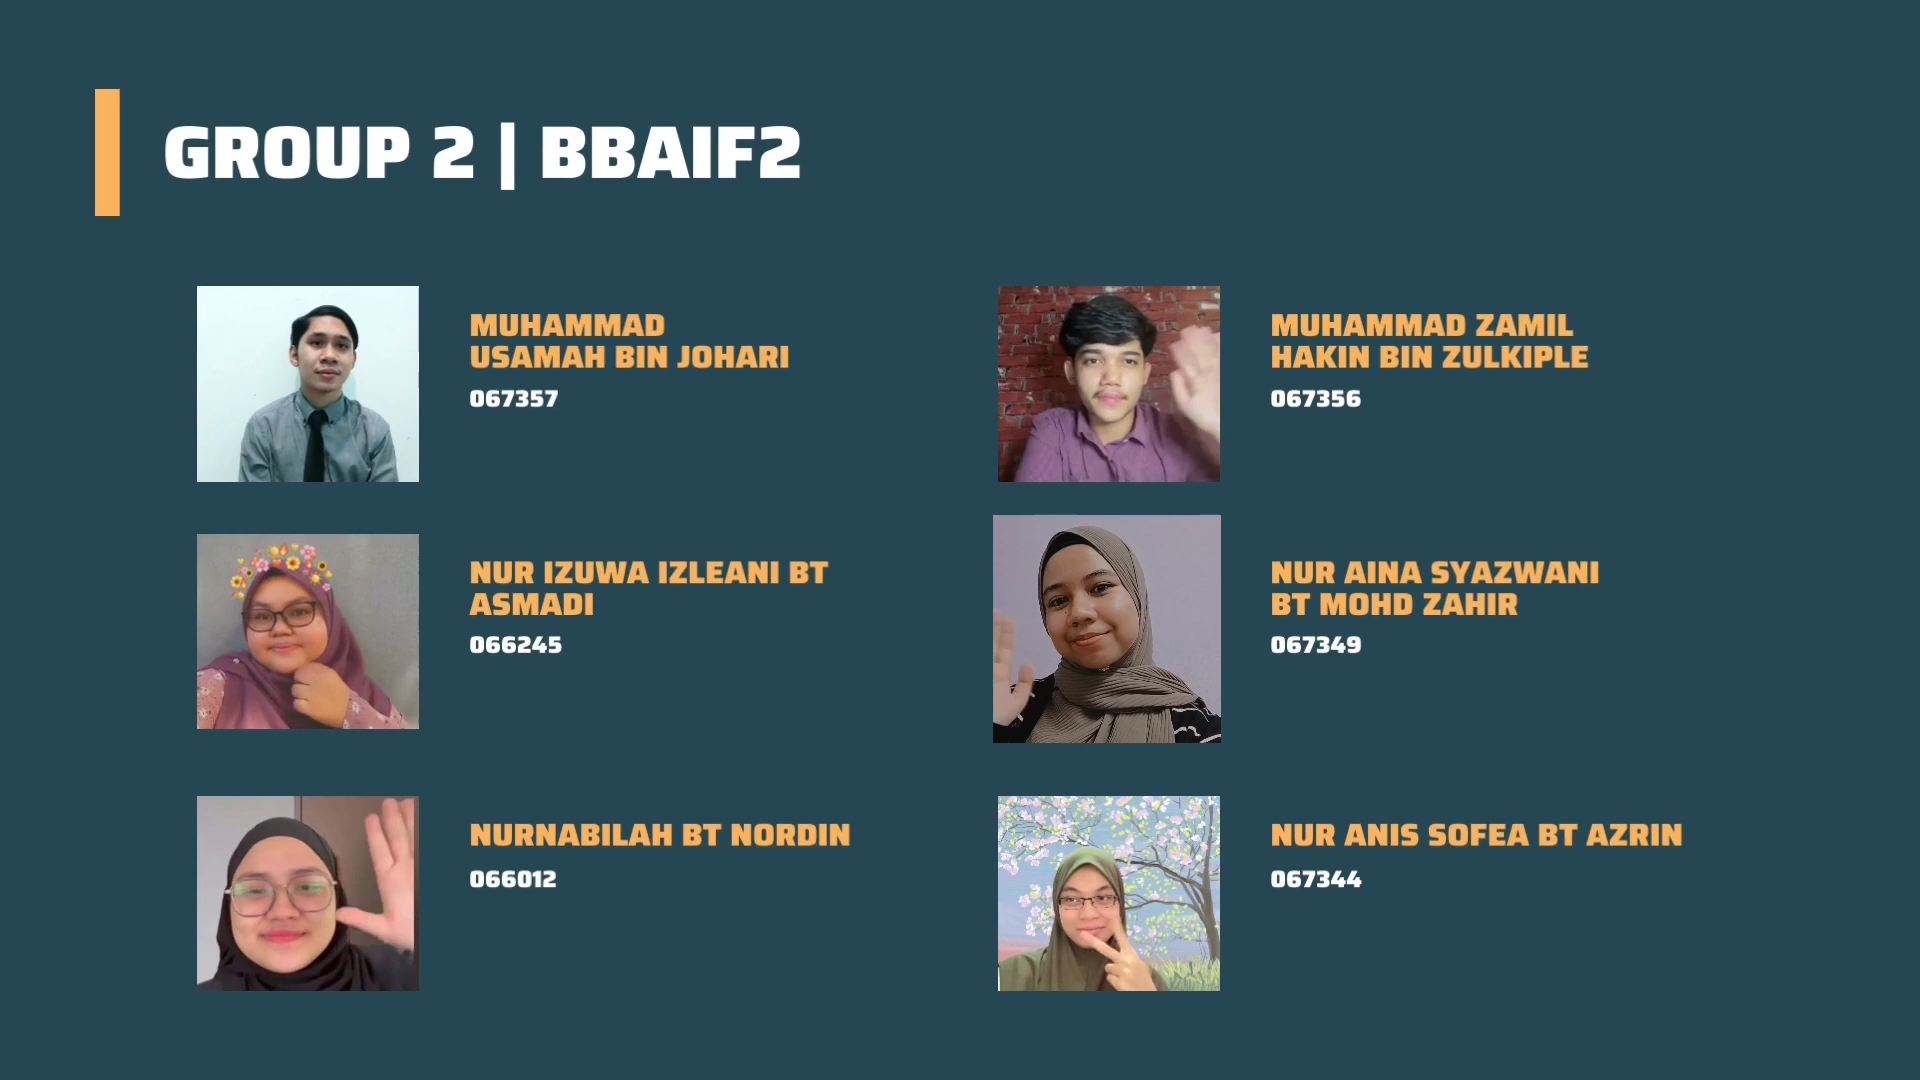 GROUP 2 | BBAIF2
MUHAMMAD
USAMAH BIN JOHARI
067357
MUHAMMAD ZAMIL
HAKIN BIN ZULKIPLE
067356
NUR IZUWA IZLEANI BT
ASMADI
066245
NUR AINA SYAZWANI
BT MOHD ZAHIR
067349
NURNABILAH BT NORDIN
066012
NUR ANIS SOFEA BT AZRIN
067344